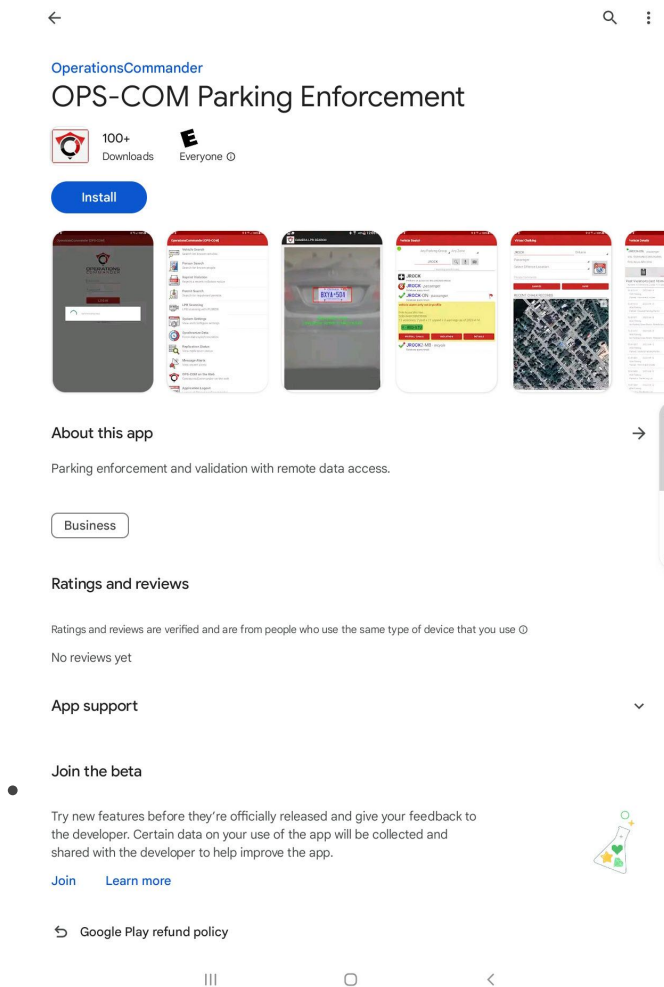 OperationsCommander
OPS-COM Parking Enforcement
100+
Downloads
E
Everyone
Install
About this app
Parking enforcement and validation with remote data access.
Business
Ratings and reviews
Ratings and reviews are verified and are from people who use the same type of device that you use
No reviews yet
App support
Join the beta
Try new features before they're officially released and give your feedback to
the developer. Certain data on your use of the app will be collected and
shared with the developer to help improve the app.
Join
Learn more
Google Play refund policy